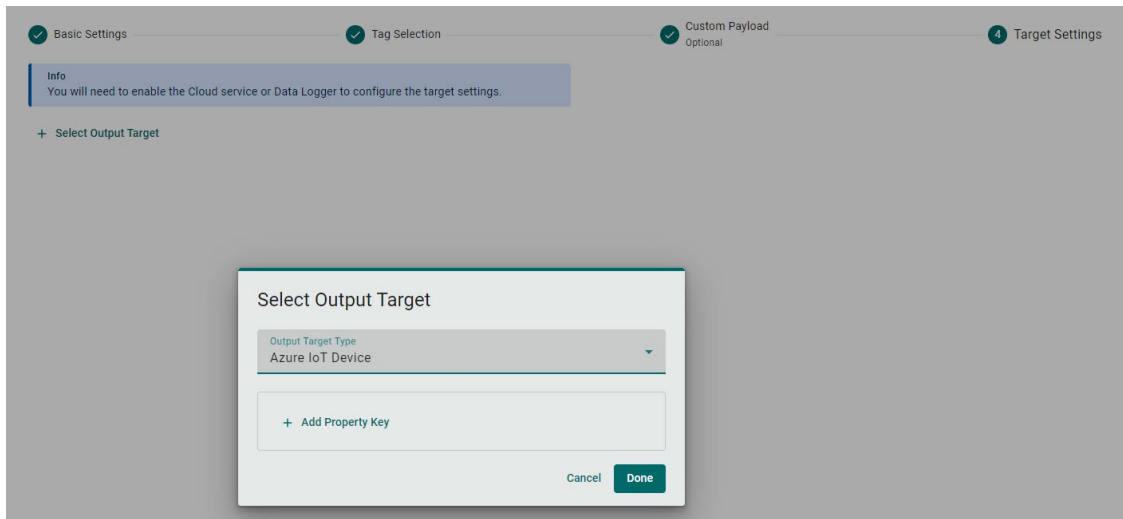 Basic Settings
Tag Selection
Custom Payload
Optional
4 Target Settings
Info
You will need to enable the Cloud service or Data Logger to configure the target settings.
+ Select Output Target
Select Output Target
Output Target Type
Azure IoT Device
+ Add Property Key
Cancel Done